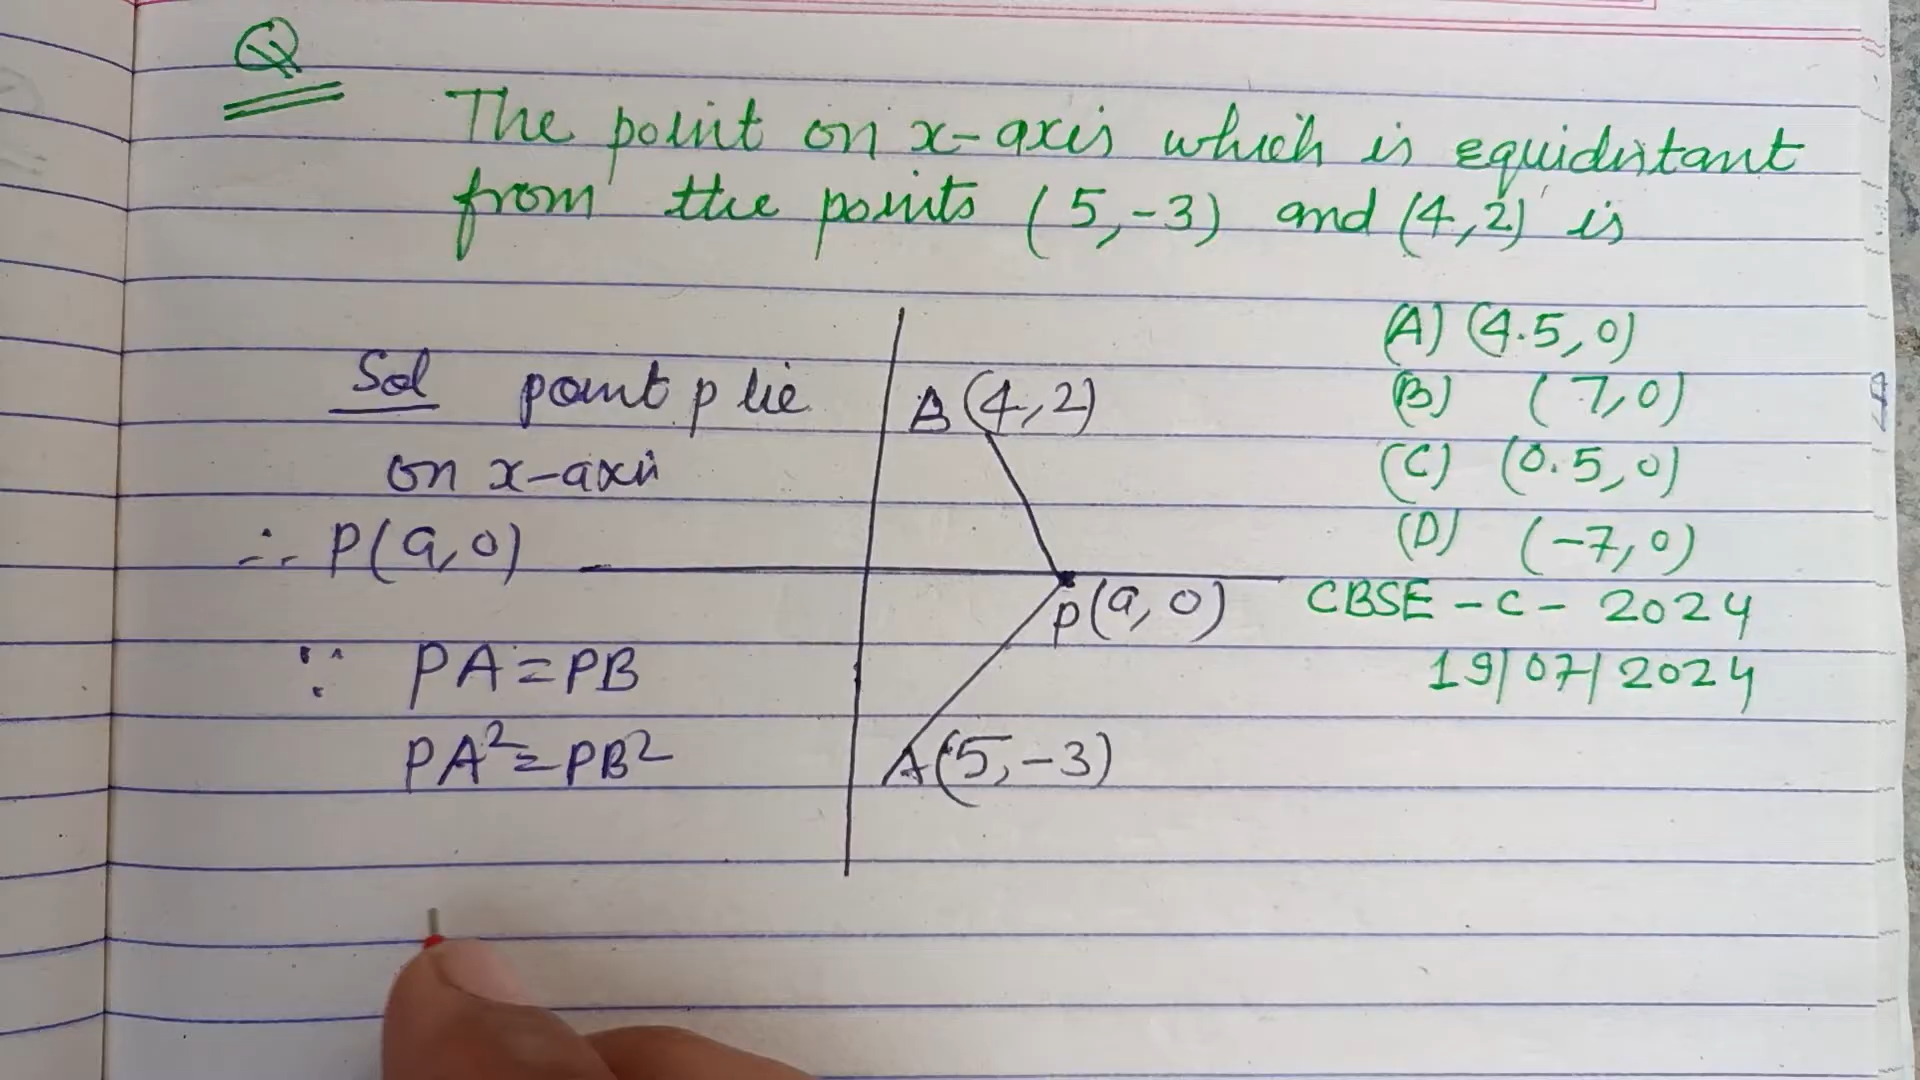 Q
The point on x-axis which is equidistant
from the points (5,-3) and (4,2) is
(A) (4.5,0)
(B) (7,0)
(C) (0.5,0)
(D) (-7,0)
CBSE - C - 2024
19/07/2024
Sol point p lie
on x-axis
∴ P(a,0)
∵ PA=PB
PA²=PB²
B(4,2)
P(a,0)
A(5,-3)